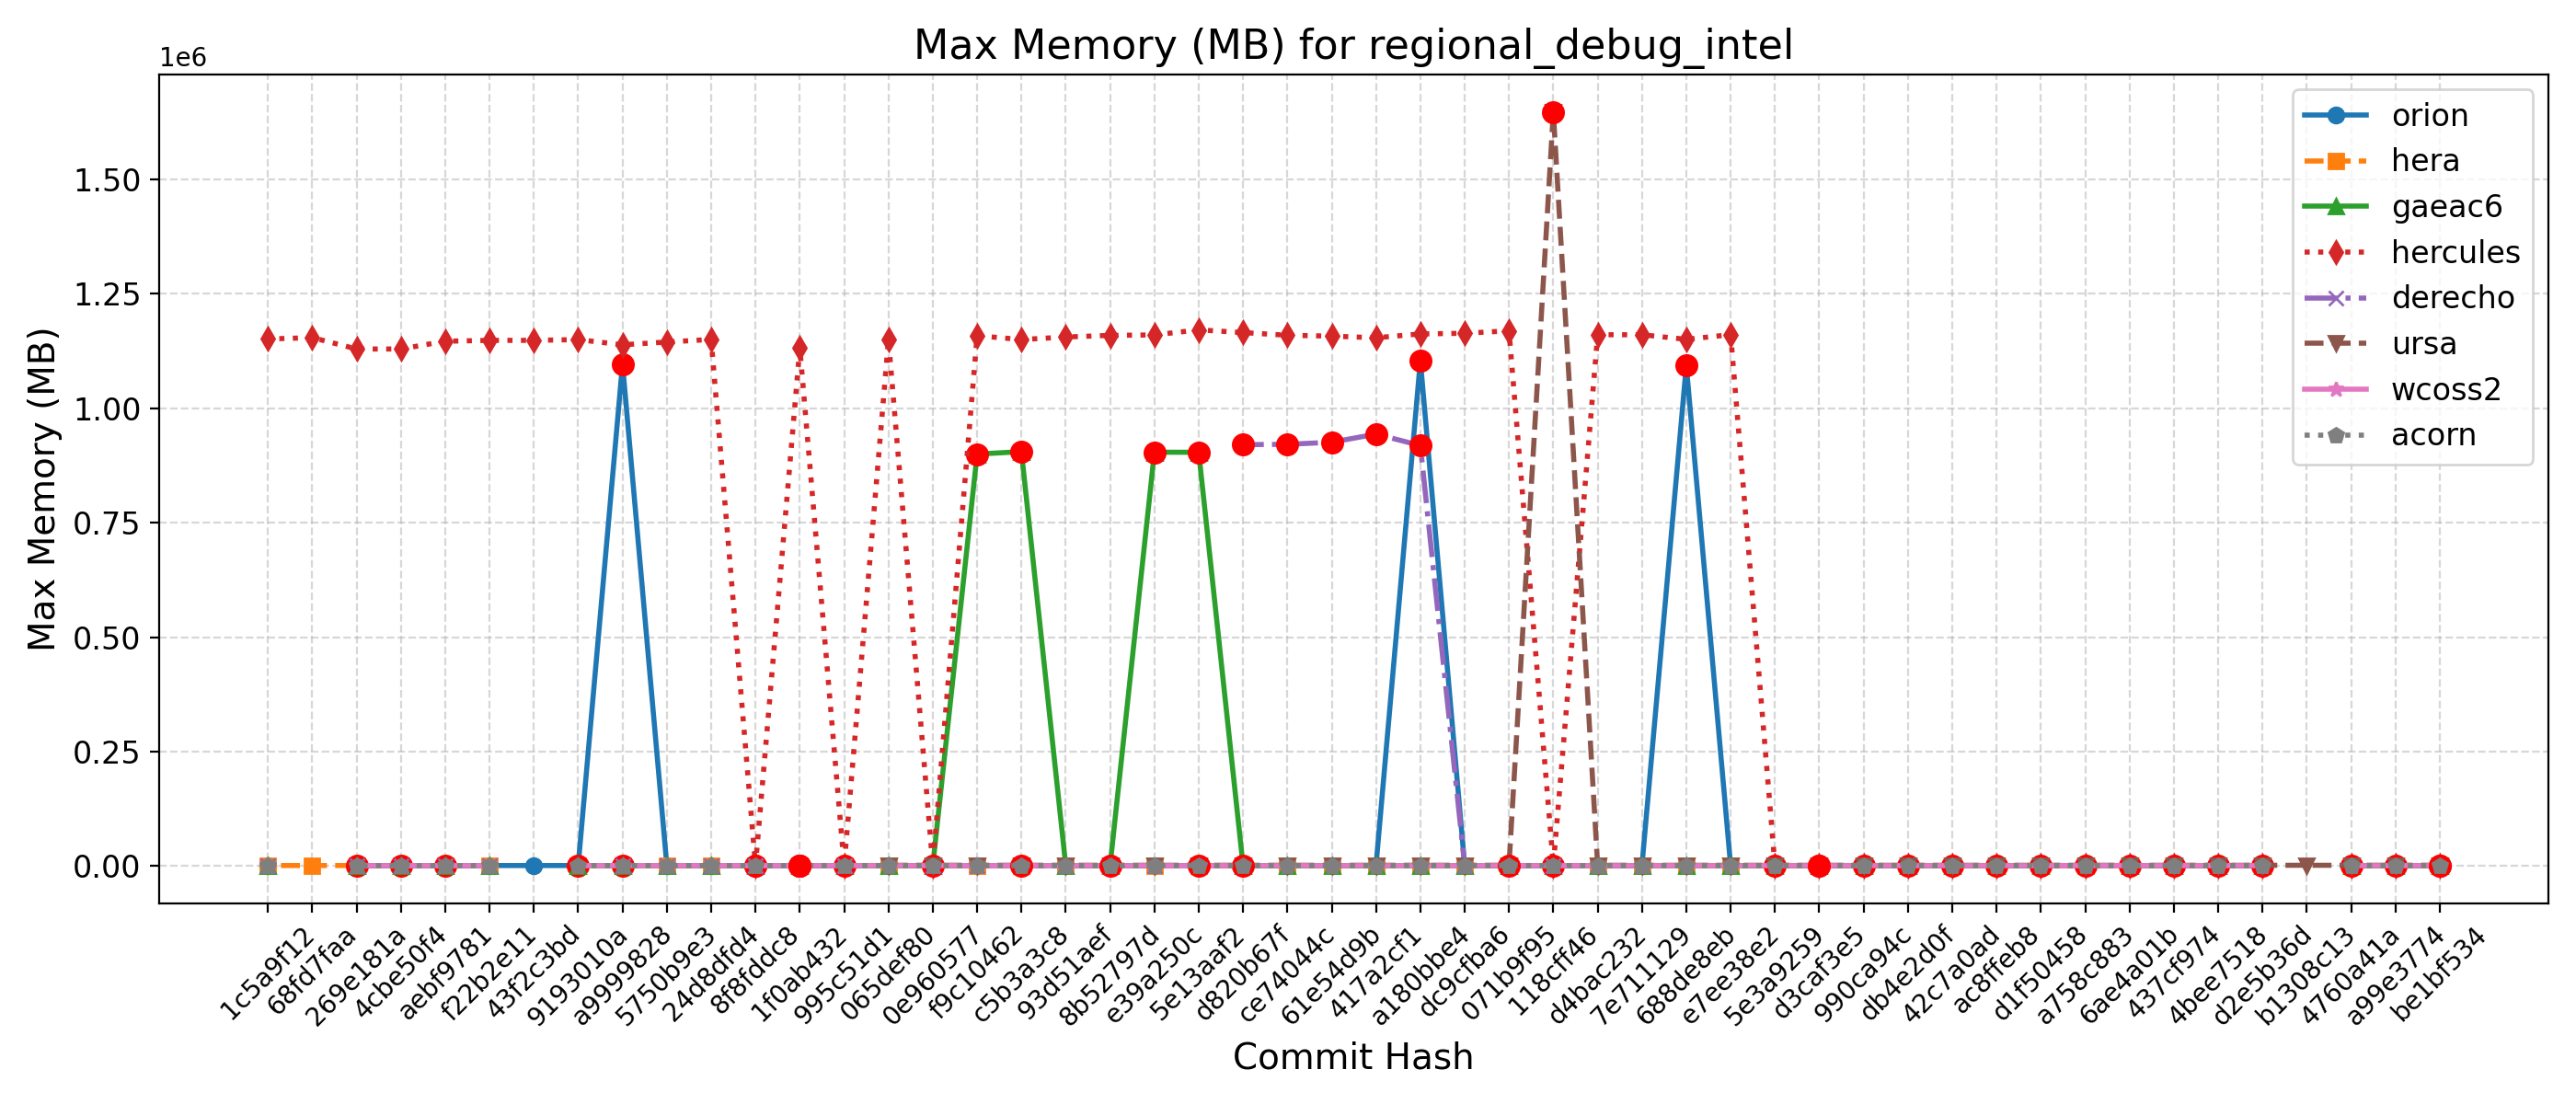 Max Memory (MB) for regional_debug_intel
1e6
1.50
1.25
1.00
0.75
0.50
0.25
0.00
Max Memory (MB)
orion
hera
gaeac6
hercules
derecho
ursa
wcoss2
acorn
1c5a9f12
68fd7faa
269e181a
4cbe50f4
aebf9781
f22b2e11
43f2c3bd
9193010a
a9999828
5750b9e3
24d8dfd4
8f8fddc8
1f0ab432
995c51d1
065def80
0e960577
f9c10462
c5b3a3c8
93d51aef
8b52797d
e39a250c
5e13aaf2
d820b67f
ce74044c
61e54d9b
417a2cf1
a180bbe4
dc9cfba6
071b9f95
118cff46
d4bac232
7e711129
688de8eb
e7ee38e2
5e3a9259
d3caf3e5
990ca94c
db4e2d0f
42c7a0ad
ac8ffeb8
d1f50458
a758c883
6ae4a01b
437cf974
4bee7518
d2e5b36d
b1308c13
4760a41a
a99e3774
be1bf534
Commit Hash